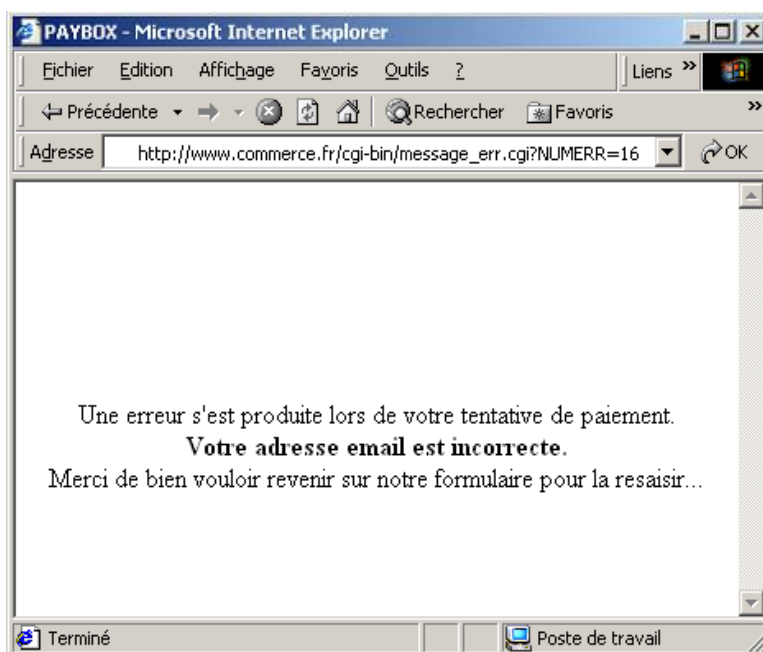 PAYBOX - Microsoft Internet Explorer
Fichier Edition Affichage Favoris Outils ? Liens »
Précédente Rechercher Favoris »
Adresse http://www.commerce.fr/cgi-bin/message_err.cgi?NUMERR=16 OK
Une erreur s'est produite lors de votre tentative de paiement.
Votre adresse email est incorrecte.
Merci de bien vouloir revenir sur notre formulaire pour la resaisir...
Terminé Poste de travail